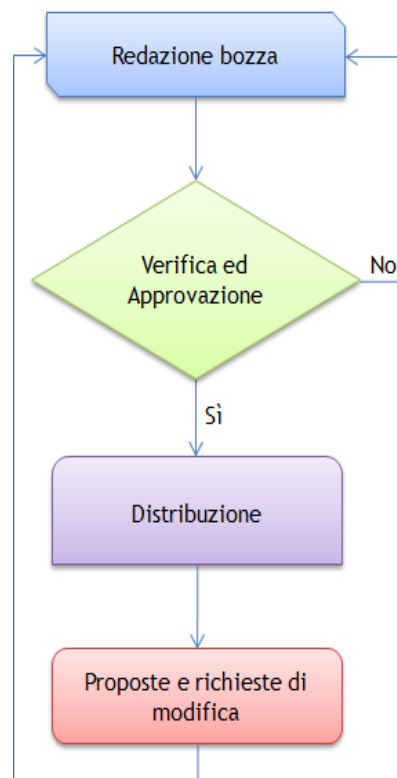 Redazione bozza
Verifica ed
Approvazione
No
Sì
Distribuzione
Proposte e richieste di
modifica